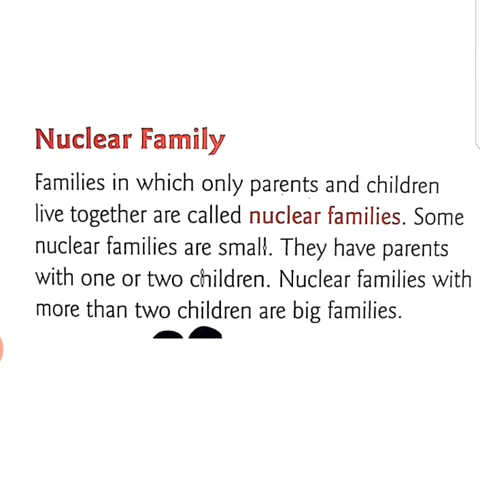 Nuclear Family
Families in which only parents and children
live together are called nuclear families. Some
nuclear families are small. They have parents
with one or two children. Nuclear families with
more than two children are big families.